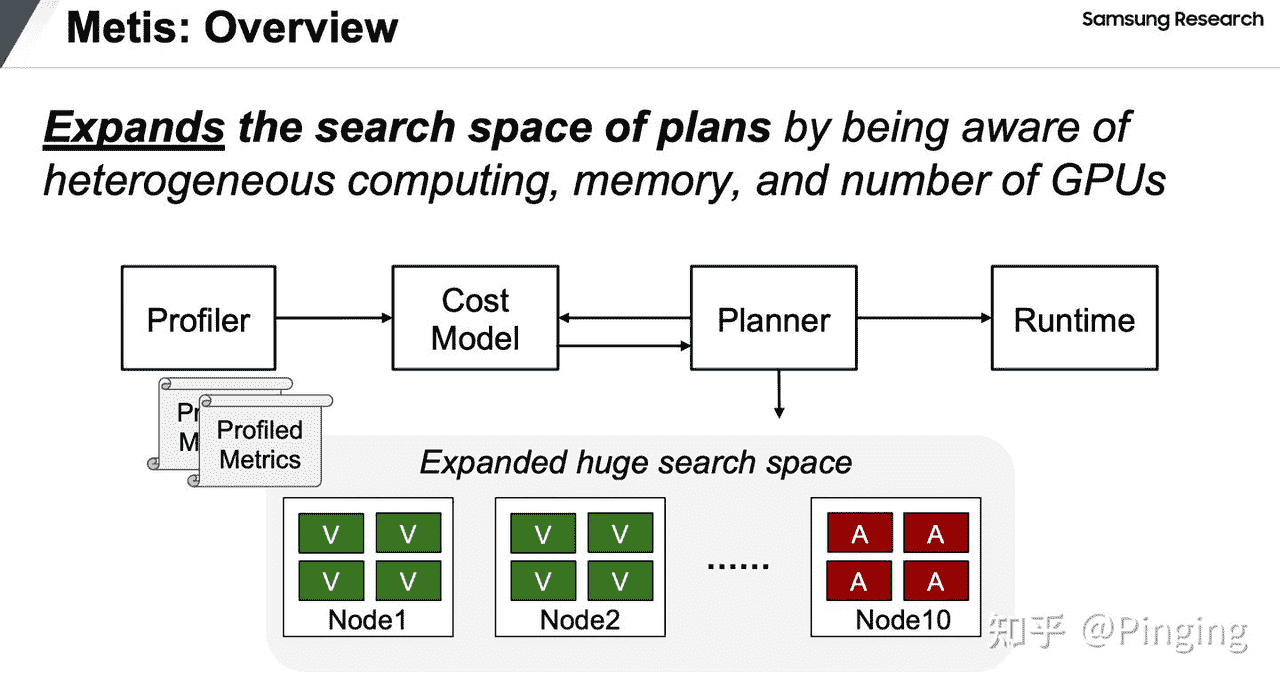 Metis: Overview
Samsung Research
Expands the search space of plans by being aware of
heterogeneous computing, memory, and number of GPUs
Profiler
Cost
Model
Planner
Runtime
Pr
M
Profiled
Metrics
Expanded huge search space
V V
V V
Node1
V V
V V
Node2
......
A A
A A
Node10
知乎 @Pinging